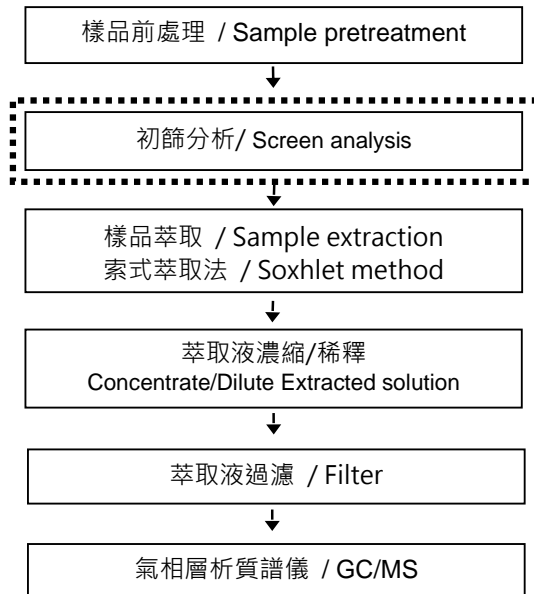 樣品前處理 / Sample pretreatment
初篩分析/ Screen analysis
樣品萃取 / Sample extraction
索式萃取法 / Soxhlet method
萃取液濃縮/稀釋
Concentrate/Dilute Extracted solution
萃取液過濾 / Filter
氣相層析質譜儀 / GC/MS